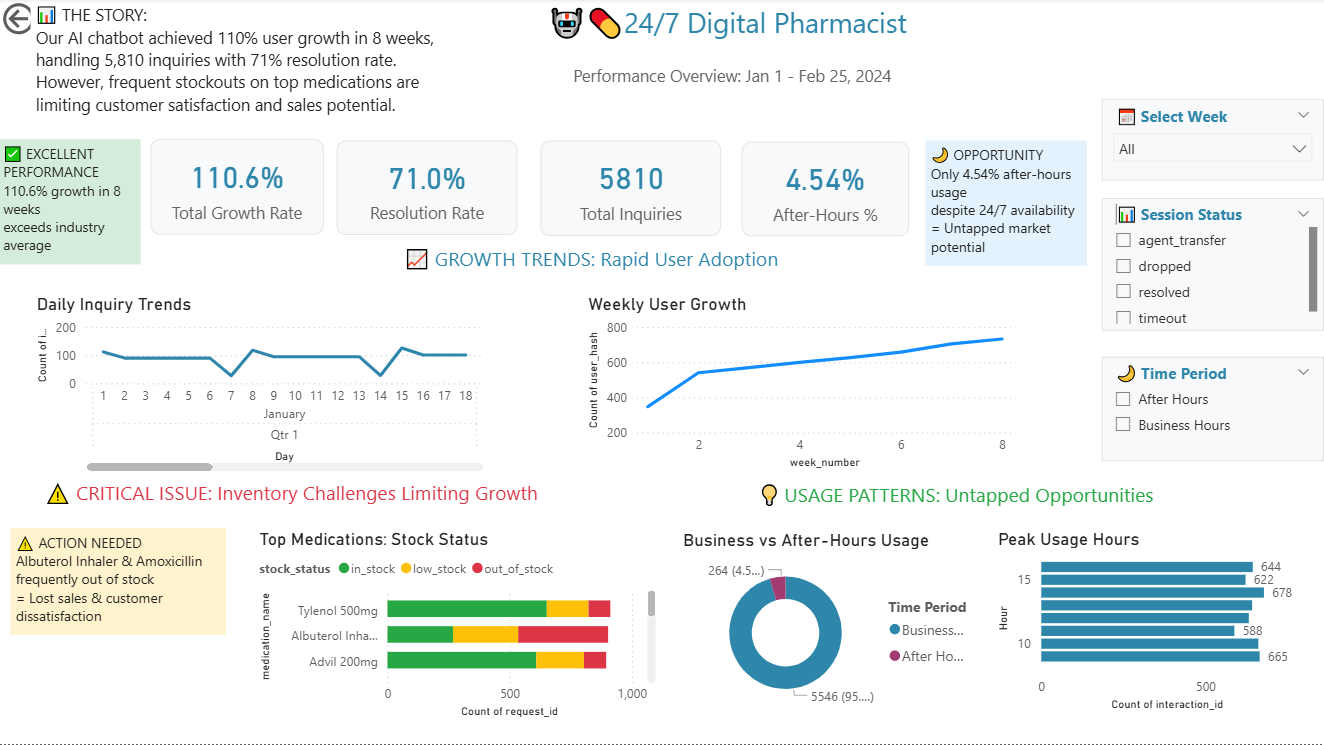 📊 THE STORY:
Our AI chatbot achieved 110% user growth in 8 weeks,
handling 5,810 inquiries with 71% resolution rate.
However, frequent stockouts on top medications are
limiting customer satisfaction and sales potential.
🤖💊24/7 Digital Pharmacist
Performance Overview: Jan 1 - Feb 25, 2024
✅ EXCELLENT
PERFORMANCE
110.6% growth in 8
weeks
exceeds industry
average
110.6%
Total Growth Rate
71.0%
Resolution Rate
5810
Total Inquiries
4.54%
After-Hours %
🌙 OPPORTUNITY
Only 4.54% after-hours
usage
despite 24/7 availability
= Untapped market
potential
📅 Select Week
All
📊 Session Status
agent_transfer
dropped
resolved
timeout
🌙 Time Period
After Hours
Business Hours
📈 GROWTH TRENDS: Rapid User Adoption
Daily Inquiry Trends
Count of i...
200
100
0
1 2 3 4 5 6 7 8 9 10 11 12 13 14 15 16 17 18
January
Qtr 1
Day
Weekly User Growth
Count of user_hash
800
600
400
200
2 4 6 8
week_number
⚠ CRITICAL ISSUE: Inventory Challenges Limiting Growth
💡 USAGE PATTERNS: Untapped Opportunities
⚠ ACTION NEEDED
Albuterol Inhaler & Amoxicillin
frequently out of stock
= Lost sales & customer
dissatisfaction
Top Medications: Stock Status
stock_status in_stock low_stock out_of_stock
medication_name
Tylenol 500mg
Albuterol Inha...
Advil 200mg
0 500 1,000
Count of request_id
Business vs After-Hours Usage
264 (4.5...)
5546 (95....)
Time Period
Business...
After Ho...
Peak Usage Hours
Hour
644
15 622
678
588
10
665
0 500
Count of interaction_id